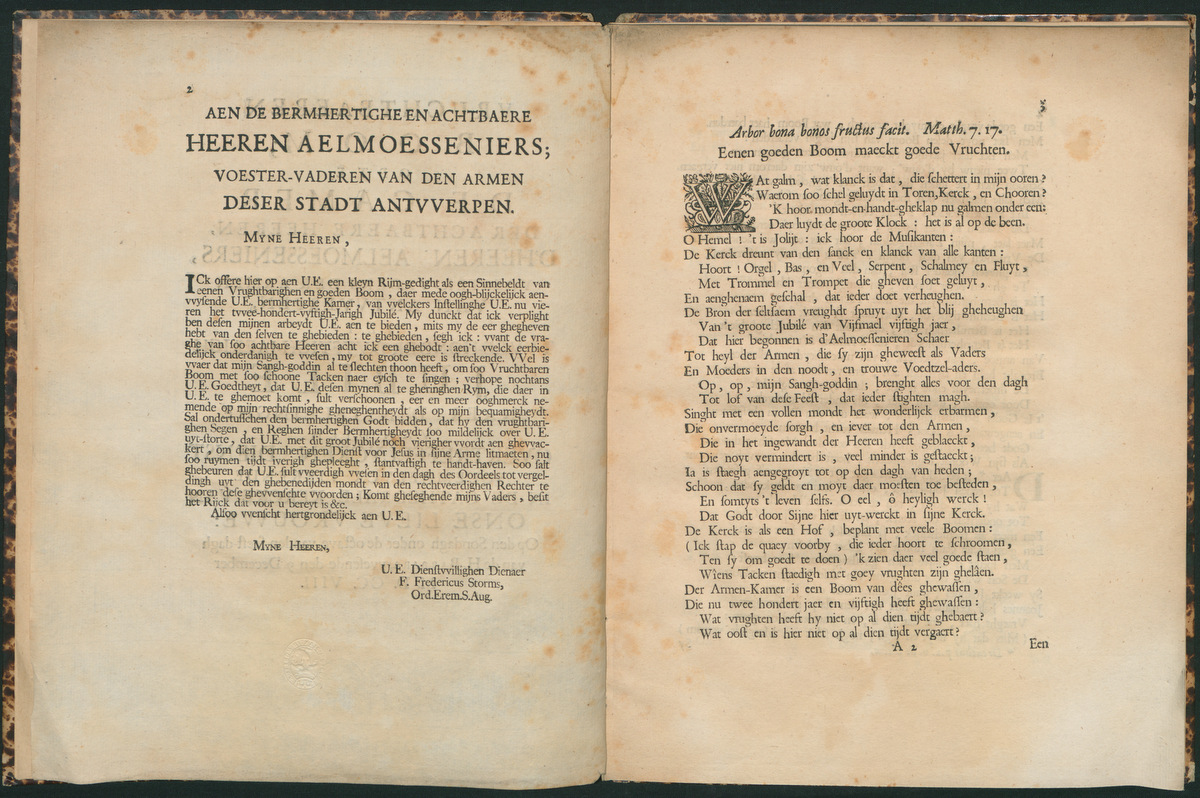 2
AEN DE BERMHERTIGHE EN ACHTBAERE
HEEREN AELMOESSENIERS;
VOESTER-VADEREN VAN DEN ARMEN
DESER STADT ANTVVERPEN.
MYNE HEEREN,
ICk offere hier op aen U.E. een kleyn Rijm-gedight als een Sinnebeldt van
eenen Vrughtbarighen en goeden Boom, daer mede oogh-blijckelijck aen-
vvysende U.E. bermhertige Kamer, van vvelckers Instellinghe U.E. nu vie-
ren het tvvee-hondert-vyftigh-Jarigh Jubilé. My dunckt dat ick verplight
ben desen mijnen arbeydt U.E. aen te bieden, mits my de eer ghegheven
hebt van den selven te ghebieden: te ghebieden, segh ick: vvant de vra-
ghe van soo achtbare Heeren acht ick een ghebodt: aen't vvelck eerbie-
delijck onderdanigh te vvesen, my tot groote eere is streckende. VVel is
vvaer dat mijn Sangh-goddin al te slechten thoon heeft, om soo Vruchtbaren
Boom met soo schoone Tacken naer eysch te singen; verhope nochtans
U.E. Goedtheyt, dat U.E. desen mynen al te gheringhen Rym, die daer in
U.E. te ghemoet komt, sult verschoonen, eer en meer ooghmerck ne-
mende op mijn rechtsinnighe gheneghentheydt als op mijn bequamigheydt.
Sal ondertusschen den bermhertighen Godt bidden, dat hy den vrughtbari-
ghen Segen, en Reghen sijnder Bermhertigheydt soo mildelijck over U.E.
uyt-storte, dat U.E. met dit groot Jubilé noch vierigher vvordt aen ghevvac-
kert, om dien bermhertighen Dienst voor Jesus in sijne Arme litmaeten, nu
soo ruymen tijdt iverigh ghepleeght, stantvastigh te handt-haven. Soo salt
ghebeuren dat U.E. sult vveerdigh vvesen in den dagh des Oordeels tot vergel-
dingh uyt den ghebenedijden mondt van den rechtveerdighen Rechter te
hooren dese ghevvenschte vvoorden; Komt gheseghende mijns Vaders, besit
het Rijck dat voor u bereyt is &c.
Alsoo vvenscht hertgrondelijck aen U.E.
MYNE HEEREN,
U.E. Dienstvvillighen Dienaer
F. Fredericus Storms,
Ord.Erem.S.Aug.
3
Arbor bona bonos fructus facit. Matth. 7. 17.
Eenen goeden Boom maeckt goede Vruchten.
WAt galm, wat klanck is dat, die schettert in mijn ooren?
Waerom soo schel geluydt in Toren, Kerck, en Chooren?
'K hoor mondt-en-handt-gheklap nu galmen onder een:
Daer luydt de groote Klock: het is al op de been.
O Hemel! 't is Jolijt: ick hoor de Musikanten:
De Kerck dreunt van den sanck en klanck van alle kanten:
Hoort! Orgel, Bas, en Veel, Serpent, Schalmey en Fluyt,
Met Trommel en Trompet die gheven soet geluyt,
En aenghenaem geschal, dat ieder doet verheughen.
De Bron der seltsaem vreughdt spruyt uyt het blij gheheughen
Van 't groote Jubilé van Vijfmael vijftigh jaer,
Dat hier begonnen is d'Aelmoessenieren Schaer
Tot heyl der Armen, die sy zijn gheweest als Vaders
En Moeders in den noodt, en trouwe Voedtzel-aders.
Op, op, mijn Sangh-goddin; brenght alles voor den dagh
Tot lof van dese Feest, dat ieder stighten magh.
Singht met een vollen mondt het wonderlijck erbarmen,
Die onvermoeyde sorgh, en iever tot den Armen,
Die in het ingewandt der Heeren heeft geblaeckt,
Die noyt vermindert is, veel minder is gestaeckt;
Ia is staegh aengegroyt tot op den dagh van heden;
Schoon dat sy geldt en moyt daer moesten toe besteden,
En somtyts 't leven selfs. O eel, ô heyligh werck!
Dat Godt door Sijne hier uyt-werckt in sijne Kerck.
De Kerck is als een Hof, beplant met veele Boomen:
(Ick stap de quaey voorby, die ieder hoort te schroomen,
Ten sy om goedt te doen) 'k zien daer veel goede staen,
Wiens Tacken staedigh met goey vrughten zijn ghelâen.
Der Armen-Kamer is een Boom van dées ghewassen,
Die nu twee hondert jaer en vijftigh heeft ghewassen:
Wat vrughten heeft hy niet op al dien tijdt ghebaert?
Wat oost en is hier niet op al dien tijdt vergaert?
A 2
Een